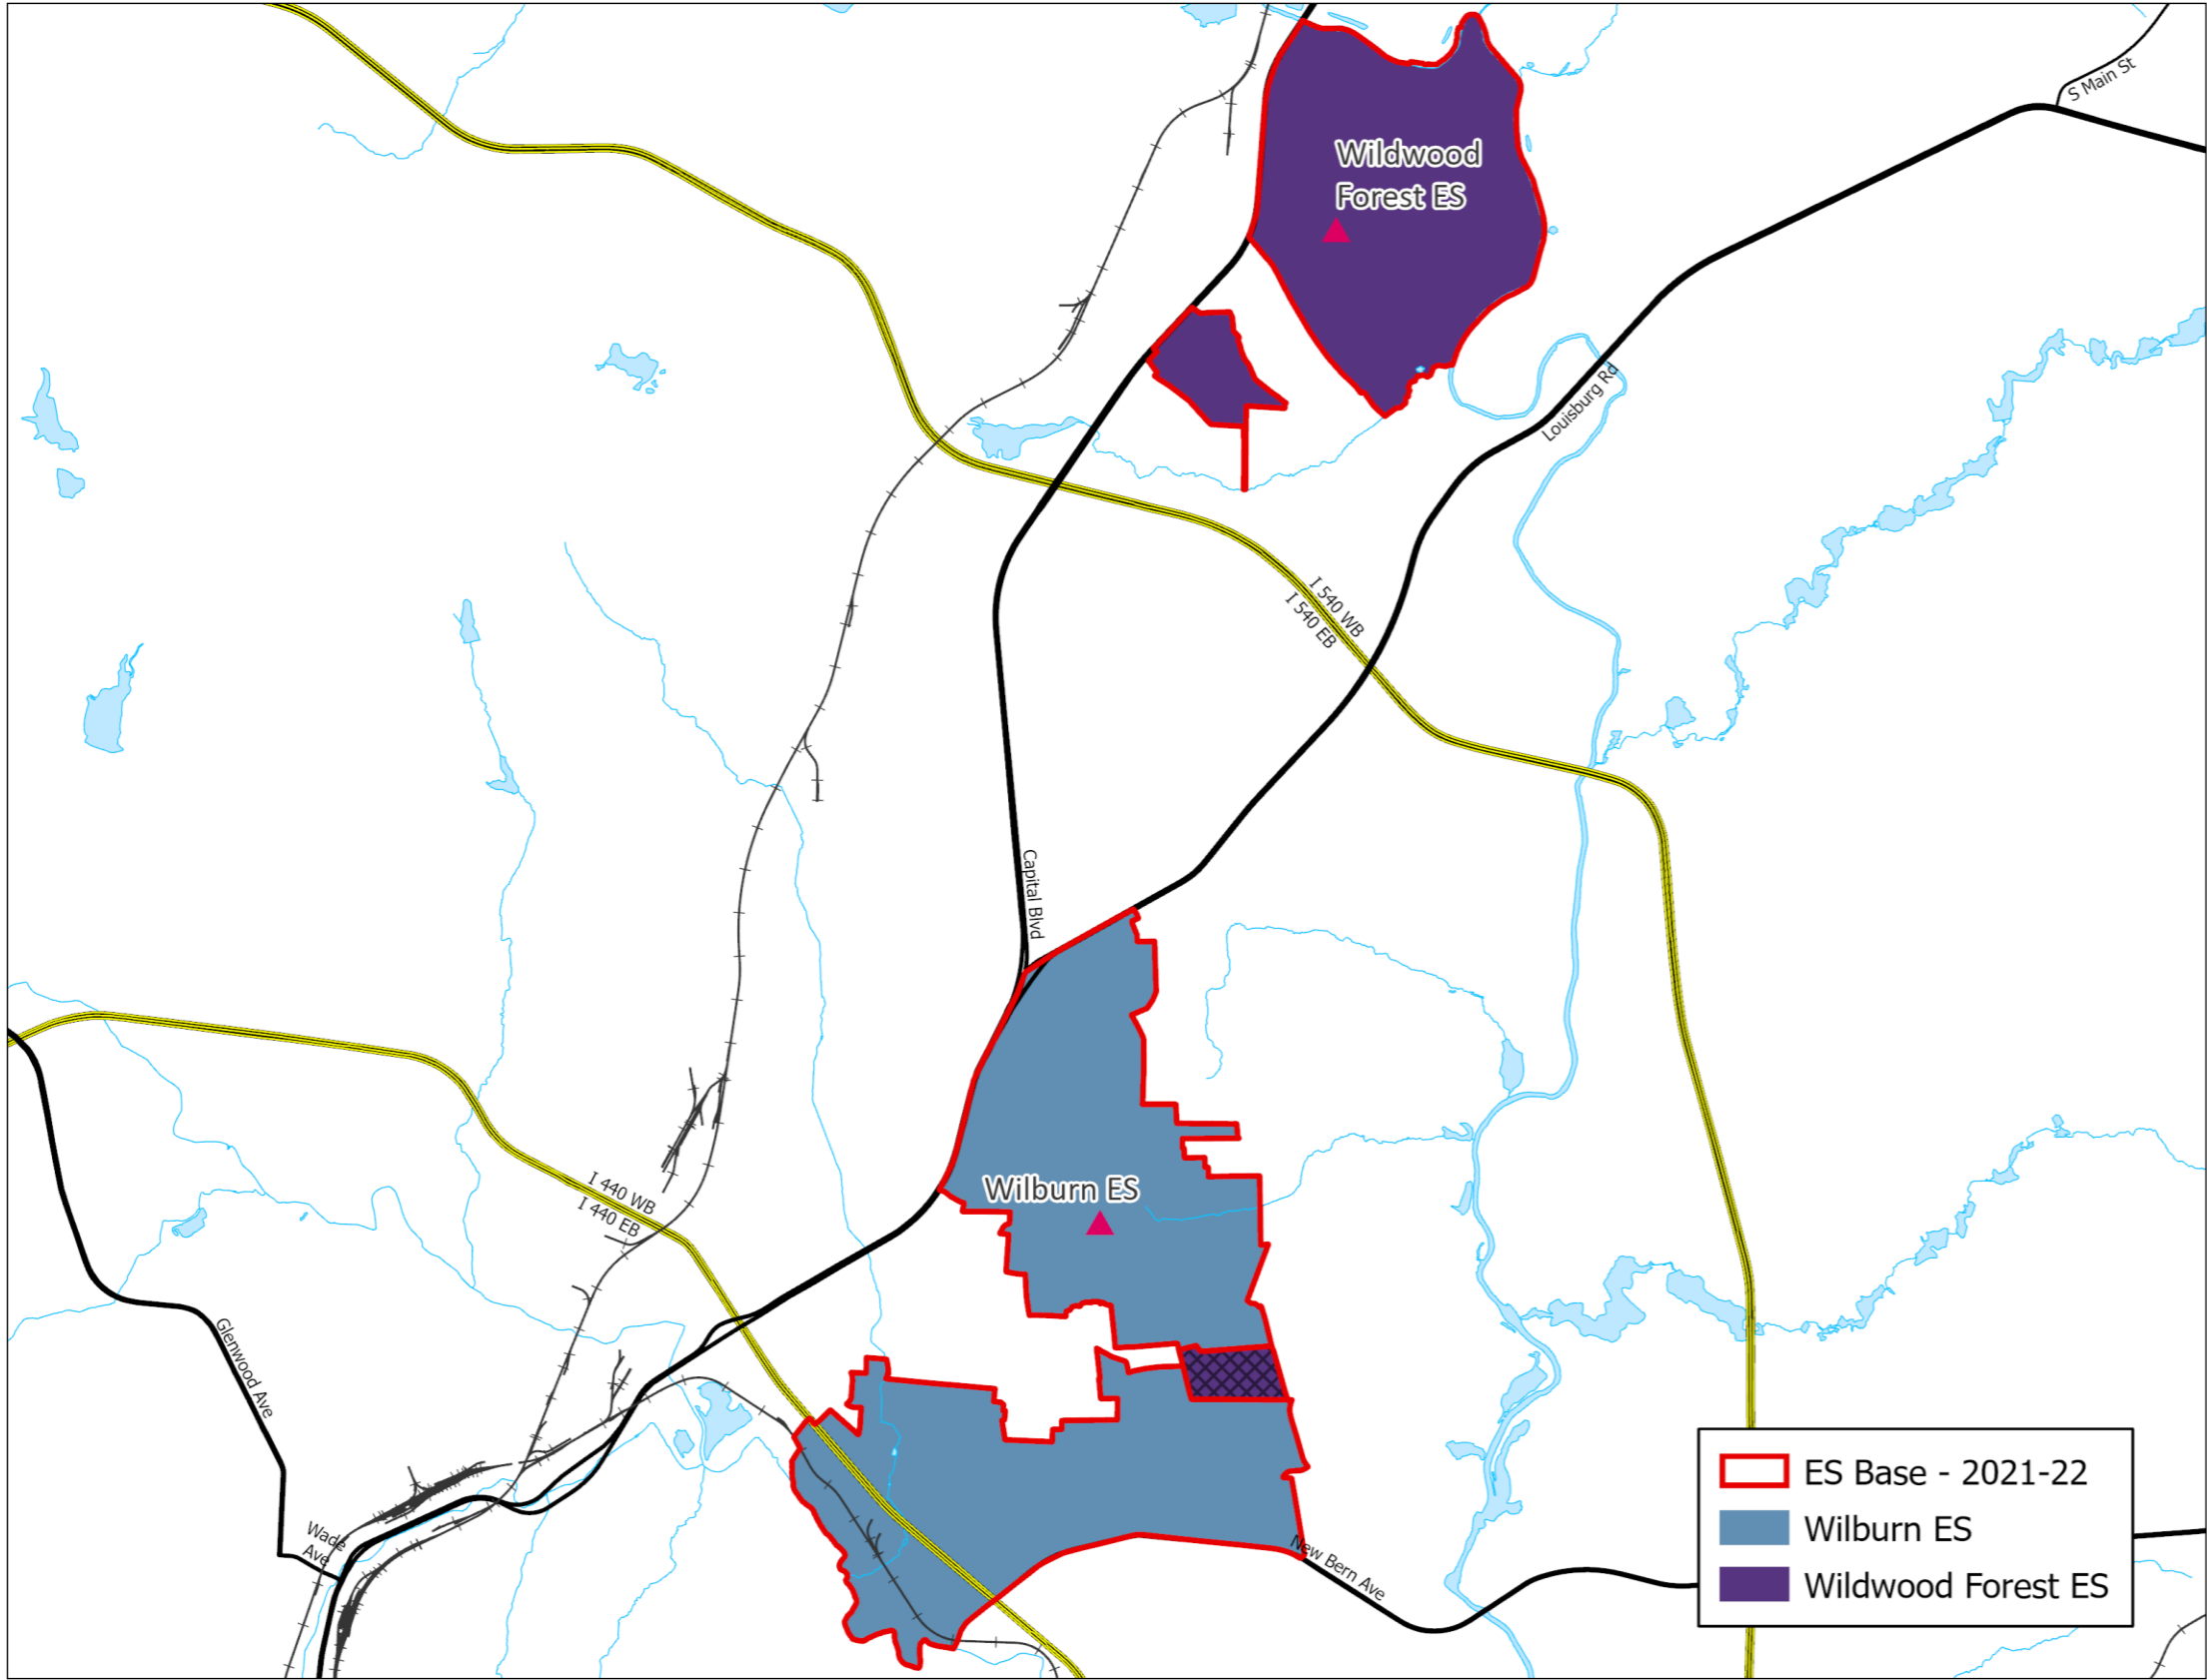 S Main St
Wildwood
Forest ES
Louisburg Rd
I 540 WB
I 540 EB
Capital Blvd
Wilburn ES
I 440 WB
I 440 EB
Glenwood Ave
Wade
Ave
New Bern Ave
ES Base - 2021-22
Wilburn ES
Wildwood Forest ES